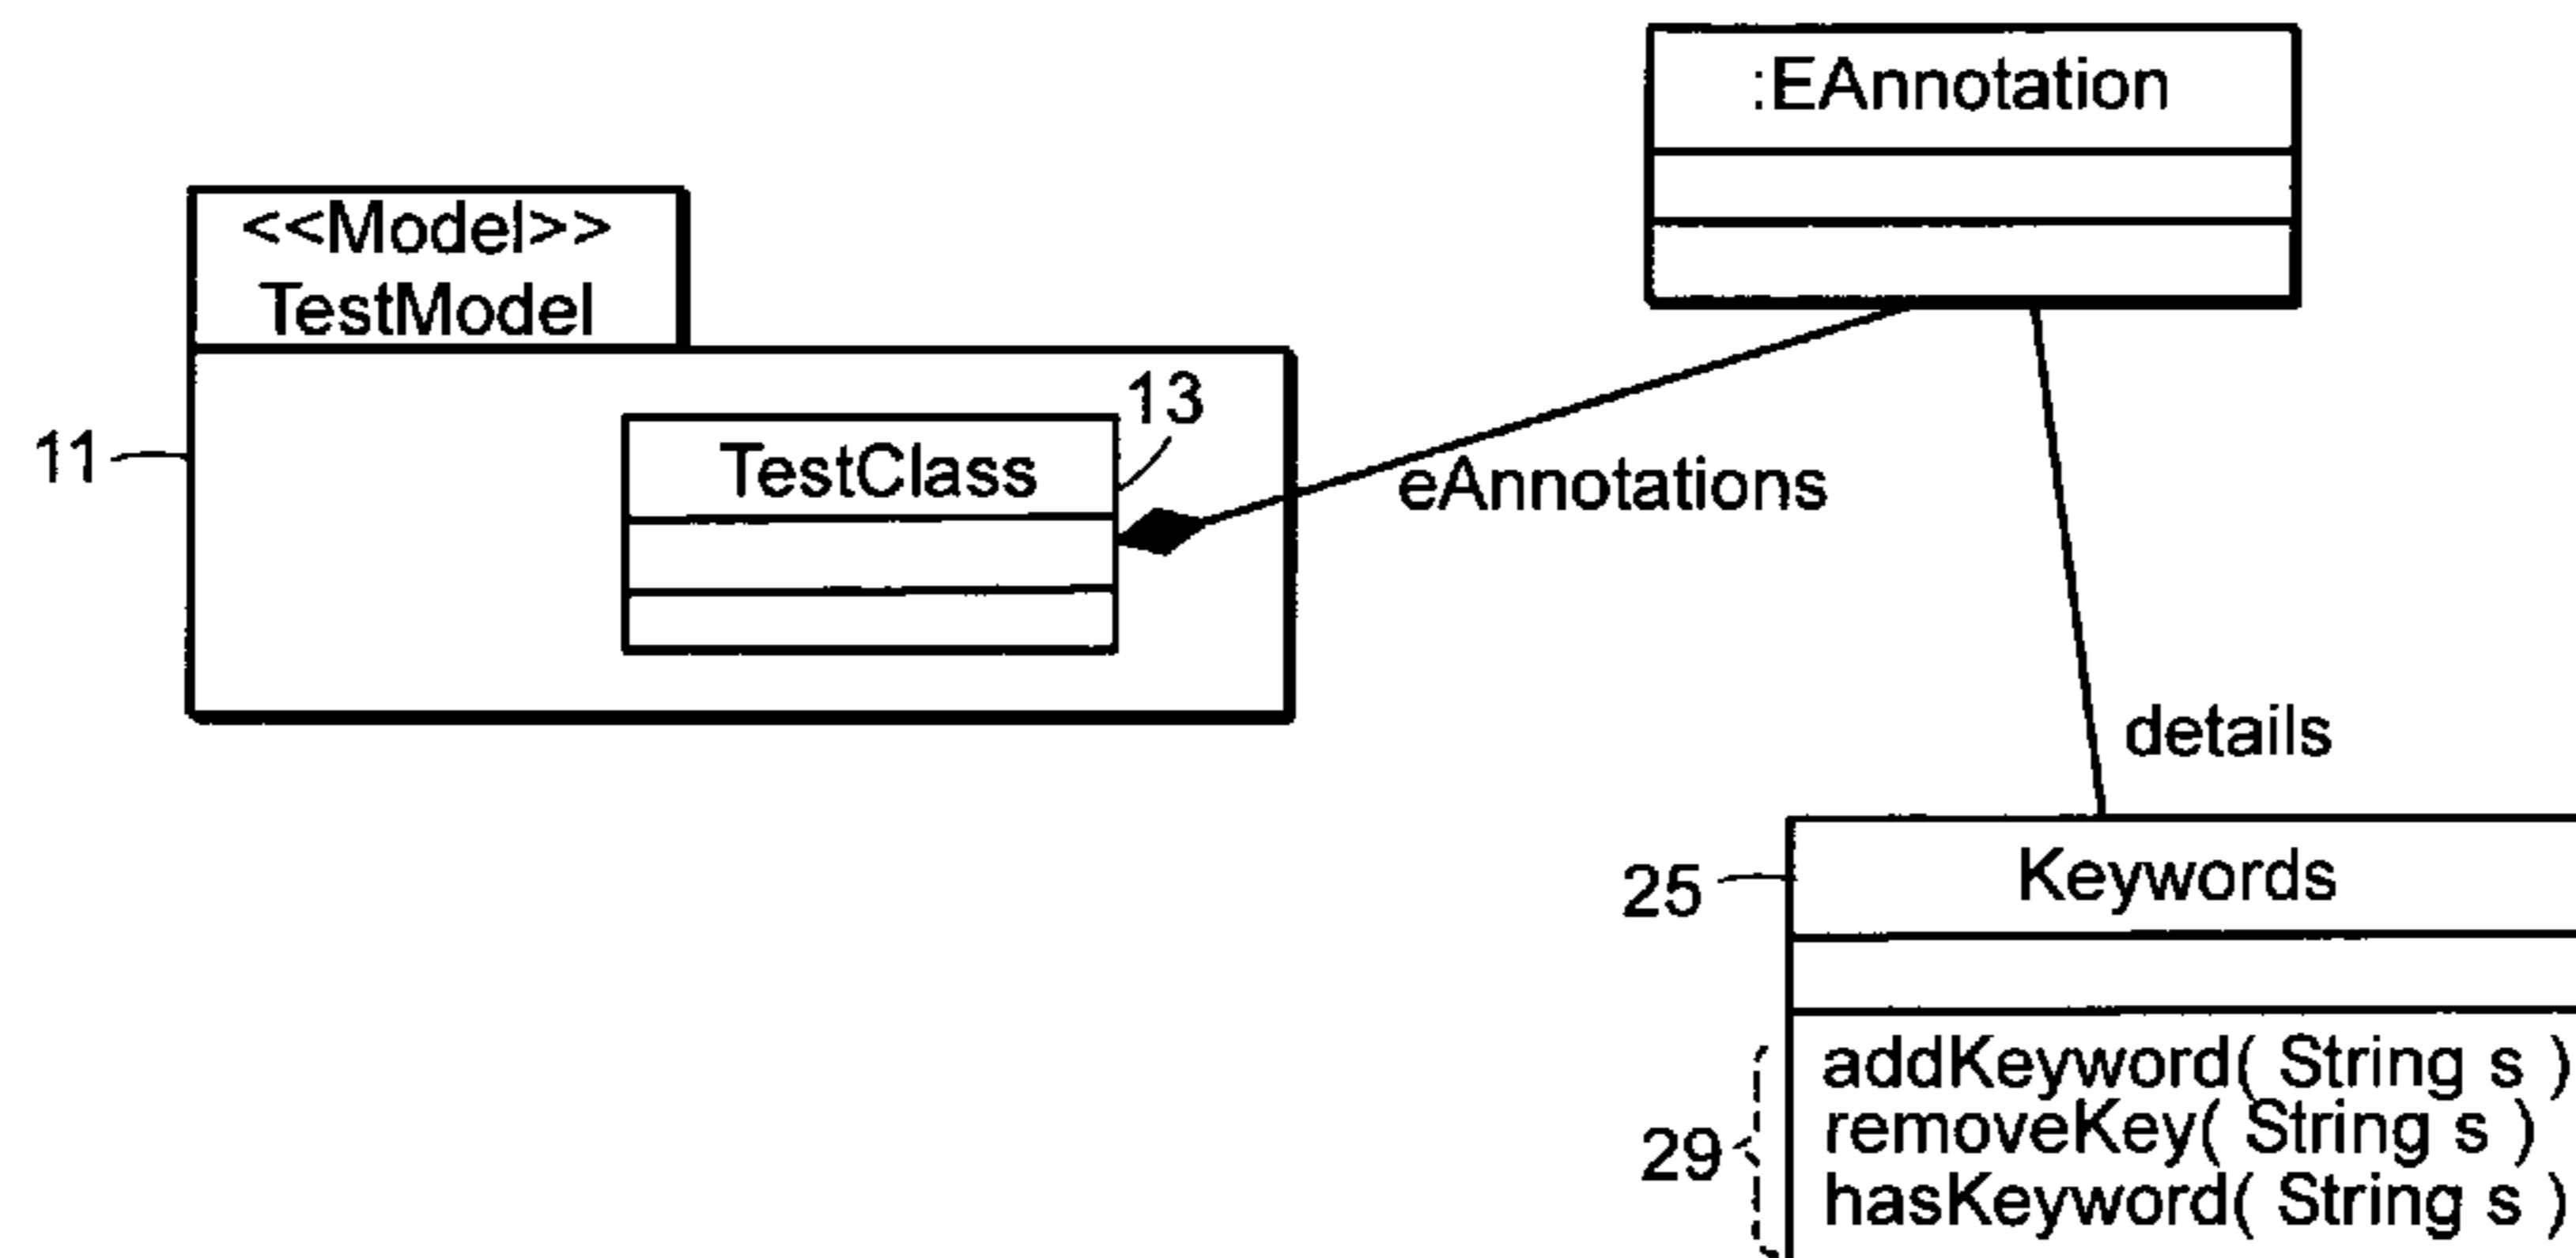 :EAnnotation
<<Model>>
TestModel
13
11
TestClass
eAnnotations
details
25
Keywords
addKeyword( String s )
removeKey( String s )
29
hasKeyword( String s )